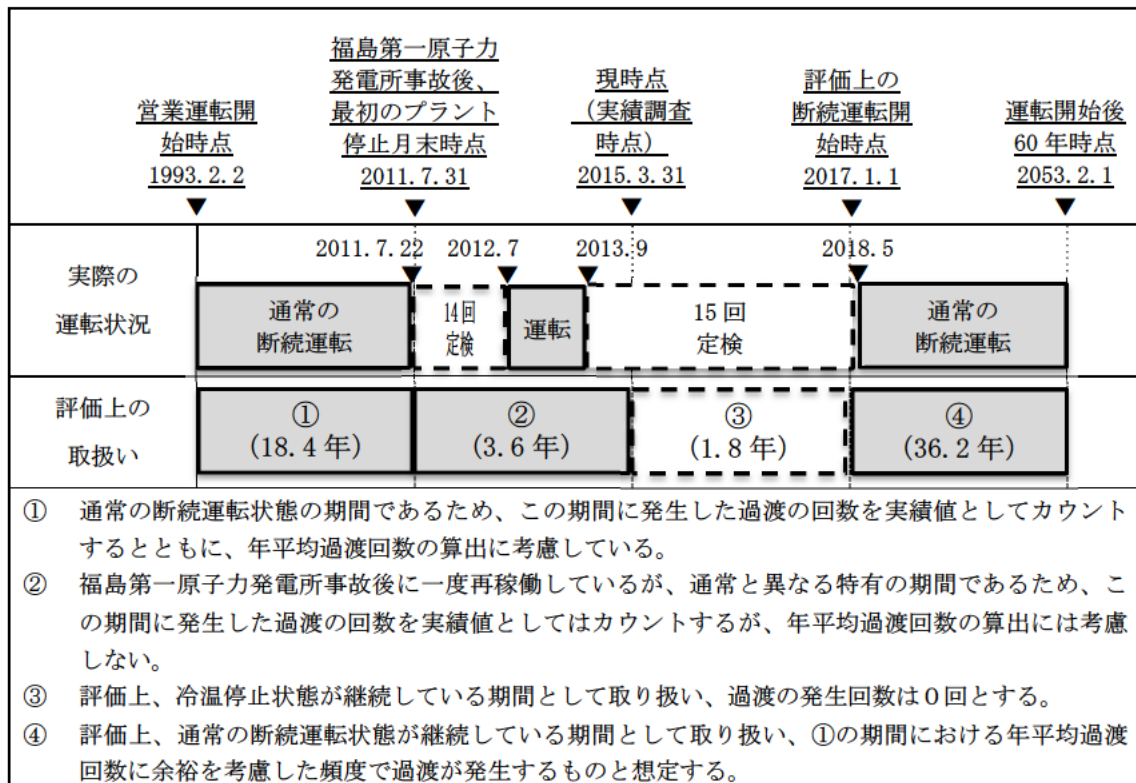 営業運転開
始時点
1993.2.2
▼
福島第一原子力
発電所事故後、
最初のプラント
停止月末時点
2011.7.31
▼
現時点
（実績調査
時点）
2015.3.31
▼
評価上の
断続運転開
始時点
2017.1.1
▼
運転開始後
60年時点
2053.2.1
▼
実際の
運転状況
2011.7.22
▼
2012.7
▼
2013.9
▼
2018.5
▼
通常の
断続運転
14回
定検
運転
15回
定検
通常の
断続運転
評価上の
取扱い
①
(18.4年)
②
(3.6年)
③
(1.8年)
④
(36.2年)
① 通常の断続運転状態の期間であるため、この期間に発生した過渡の回数を実績値としてカウント
するとともに、年平均過渡回数の算出に考慮している。
② 福島第一原子力発電所事故後に一度再稼働しているが、通常と異なる特有の期間であるため、こ
の期間に発生した過渡の回数を実績値としてはカウントするが、年平均過渡回数の算出には考慮
しない。
③ 評価上、冷温停止状態が継続している期間として取り扱い、過渡の発生回数は０回とする。
④ 評価上、通常の断続運転状態が継続している期間として取り扱い、①の期間における年平均過渡
回数に余裕を考慮した頻度で過渡が発生するものと想定する。